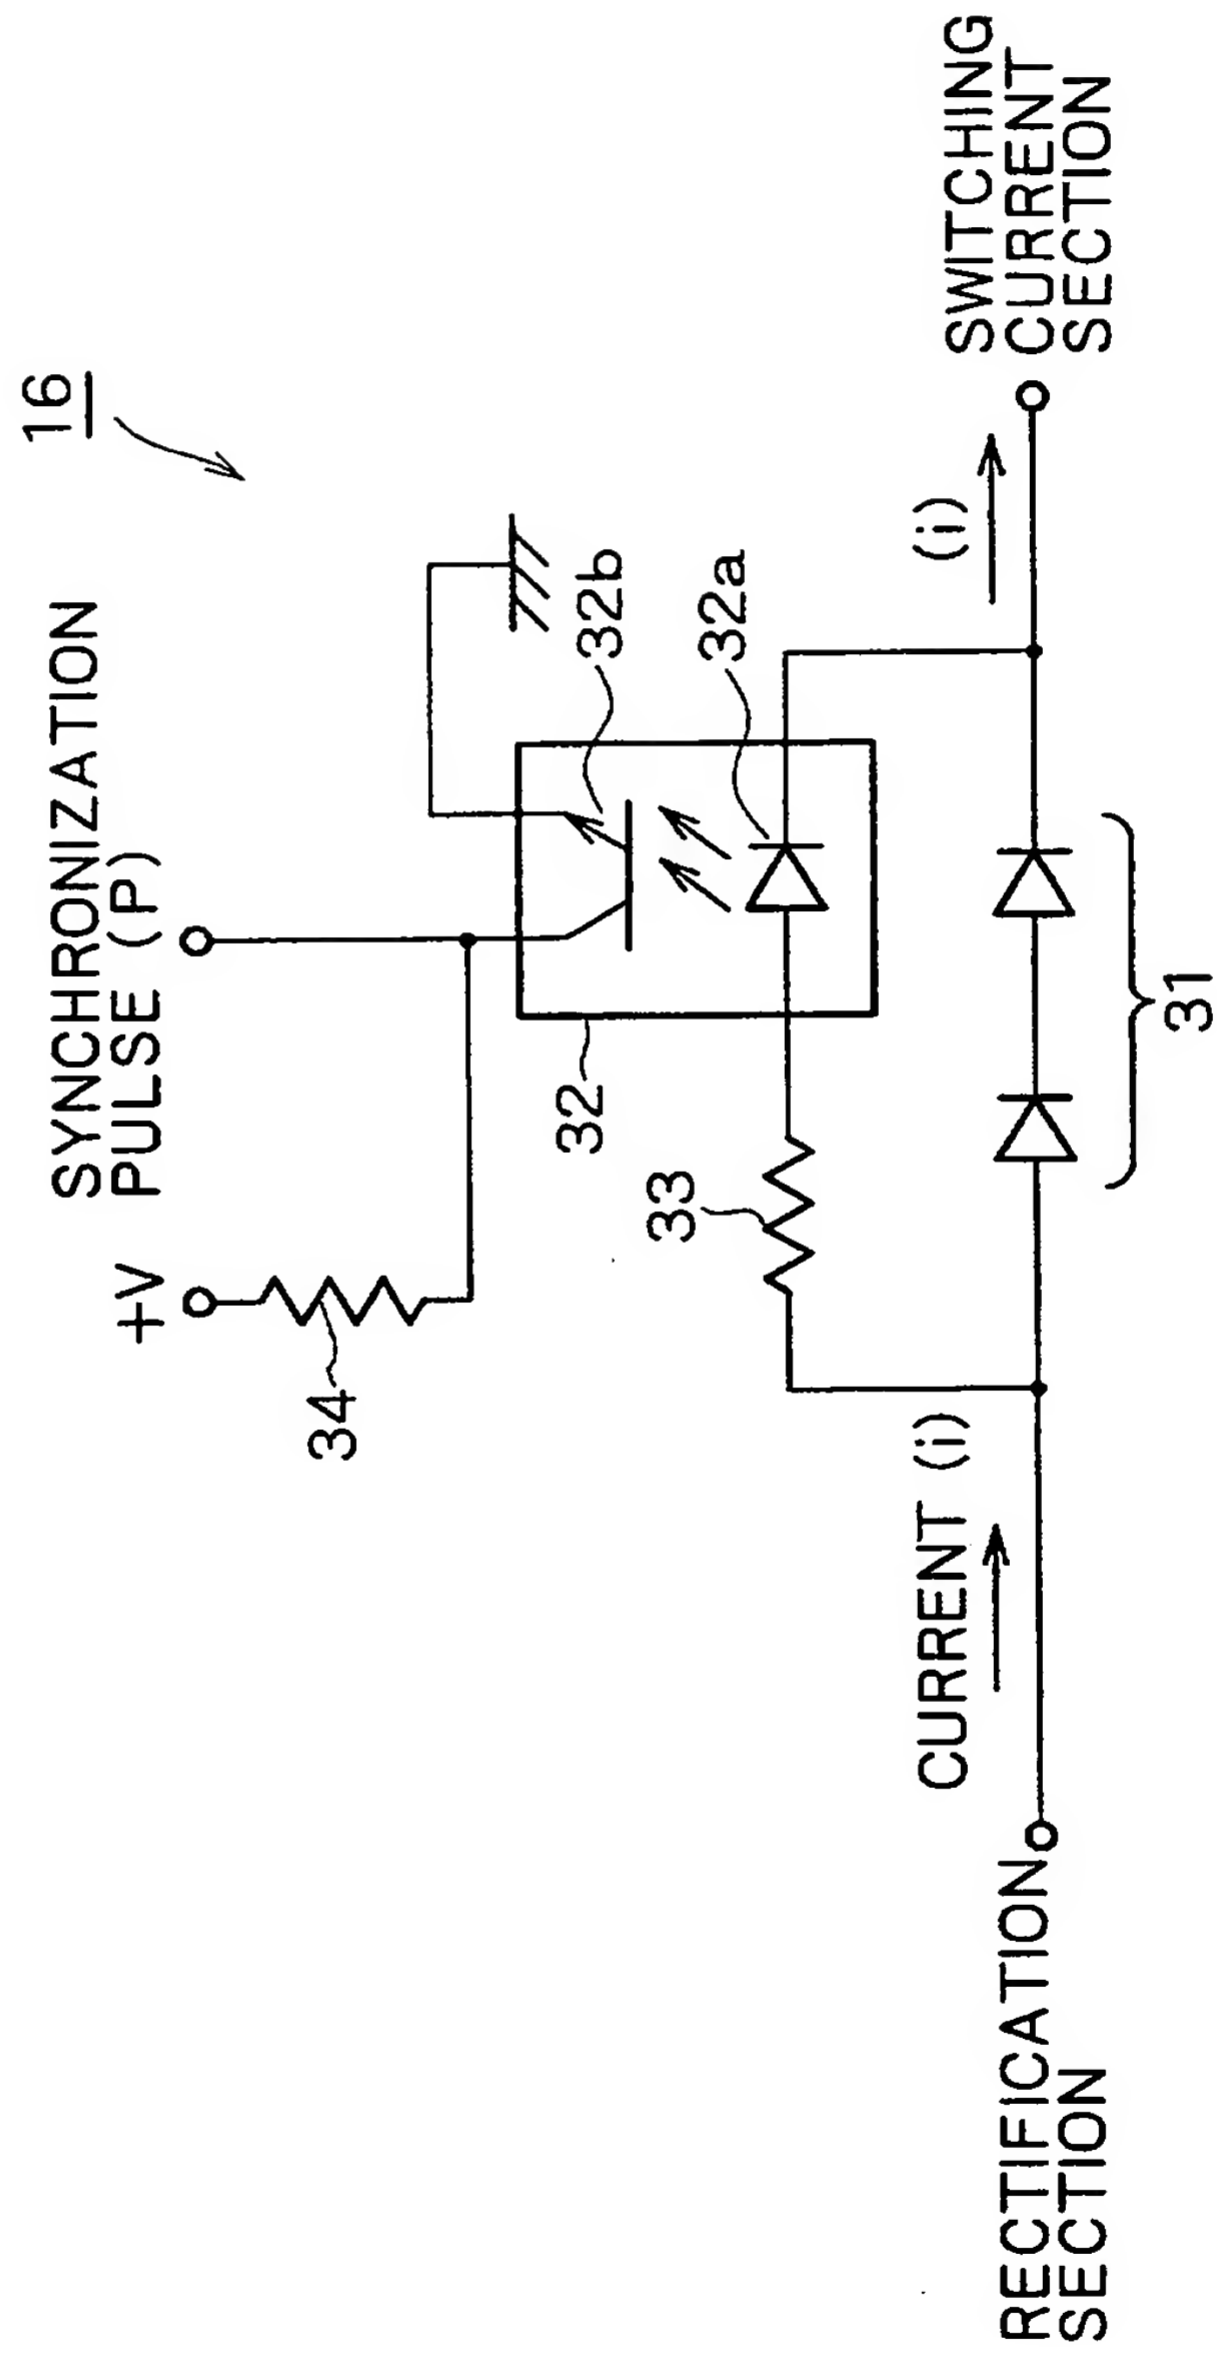 16
SYNCHRONIZATION
PULSE (P)
+V
34
32b
32a
32
33
CURRENT (i)
(i)
SWITCHING
CURRENT
SECTION
31
RECTIFICATION
SECTION